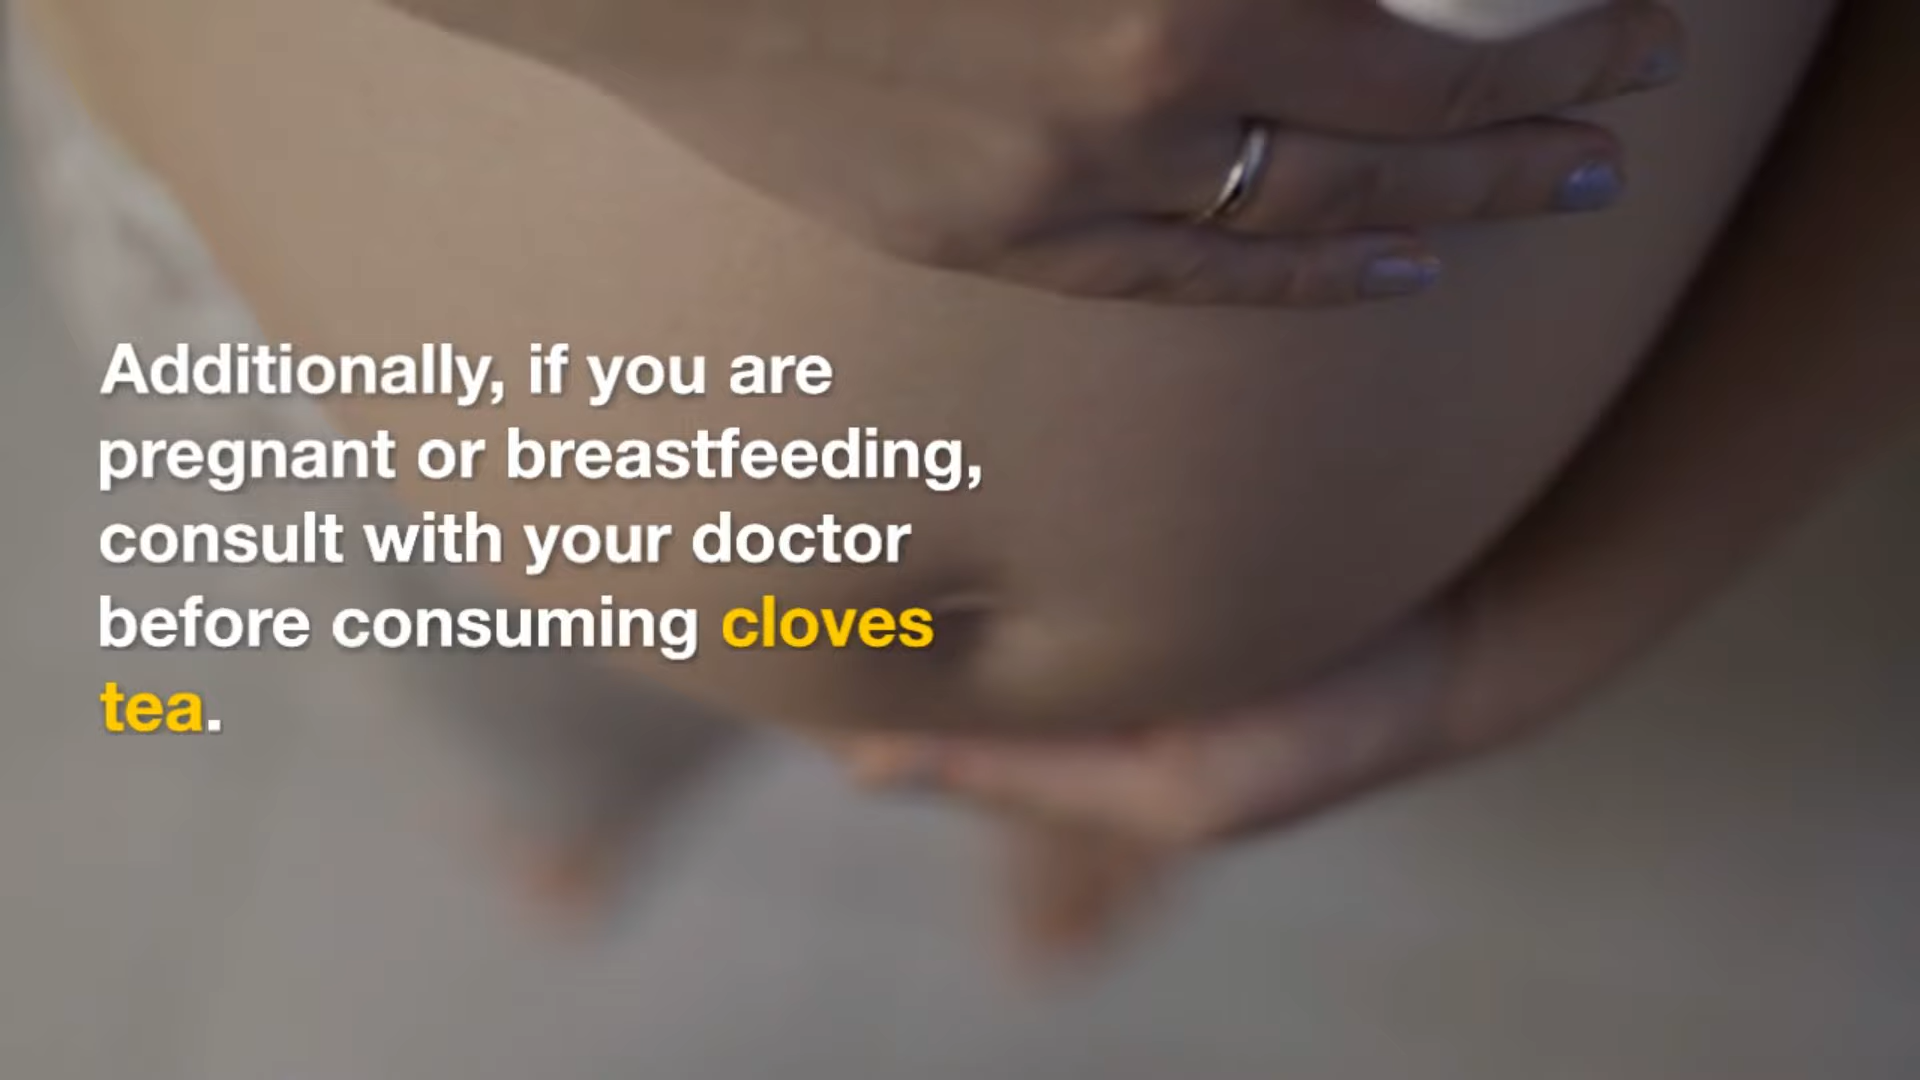 Additionally, if you are
pregnant or breastfeeding,
consult with your doctor
before consuming cloves
tea.